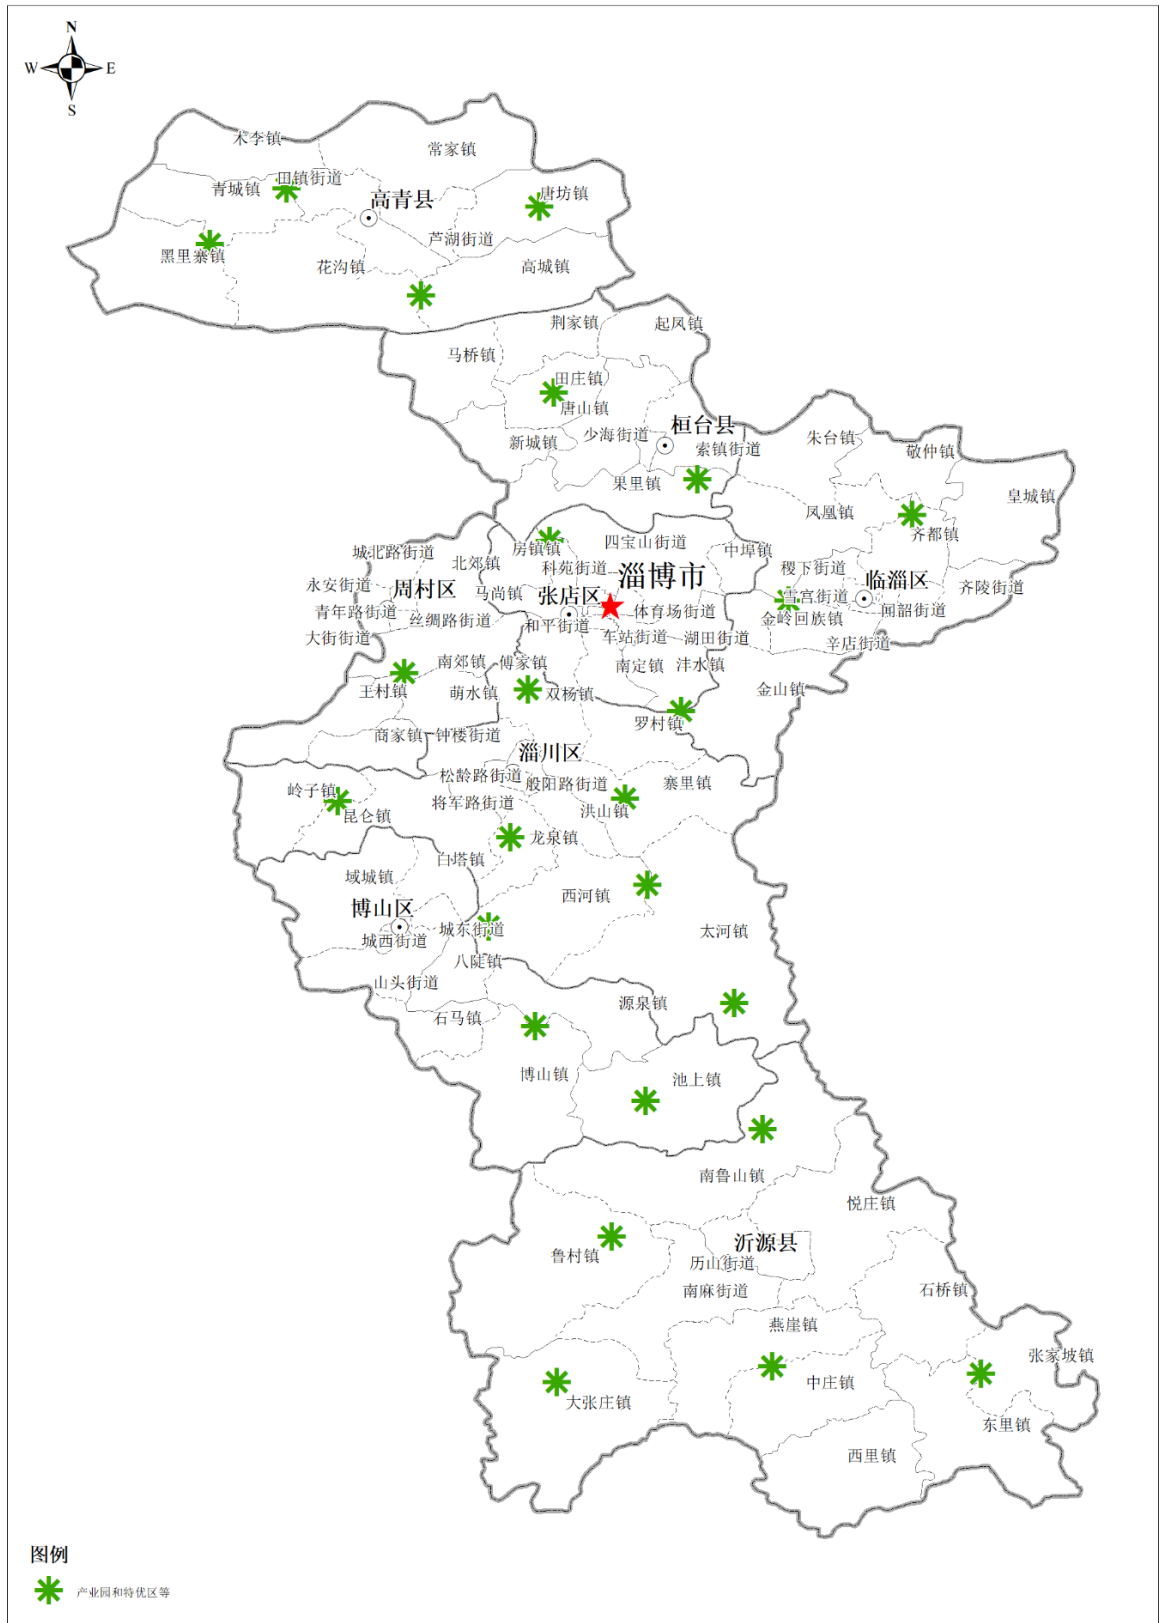 N
W
E
S
木李镇
常家镇
青城镇
田镇街道
高青县
唐坊镇
芦湖街道
黑里寨镇
花沟镇
高城镇
荆家镇
起凤镇
马桥镇
田庄镇
唐山镇
桓台县
新城镇
少海街道
索镇街道
朱台镇
敬仲镇
果里镇
皇城镇
凤凰镇
齐都镇
城北路街道
北郊镇
房镇镇
四宝山街道
中埠镇
科苑街道
淄博市
稷下街道
临淄区
永安街道
周村区
马尚镇
张店区
雪宫街道
齐陵街道
青年路街道
丝绸路街道
体育场街道
闻韶街道
金岭回族镇
和平街道
大街街道
车站街道
湖田街道
辛店街道
南郊镇
傅家镇
南定镇
沣水镇
王村镇
萌水镇
双杨镇
金山镇
罗村镇
商家镇
钟楼街道
淄川区
松龄路街道
般阳路街道
寨里镇
岭子镇
将军路街道
昆仑镇
洪山镇
龙泉镇
白塔镇
域城镇
西河镇
博山区
城东街道
太河镇
城西街道
八陡镇
山头街道
源泉镇
石马镇
博山镇
池上镇
南鲁山镇
悦庄镇
沂源县
鲁村镇
历山街道
南麻街道
石桥镇
燕崖镇
张家坡镇
中庄镇
大张庄镇
东里镇
西里镇
图例
产业园和特优区等